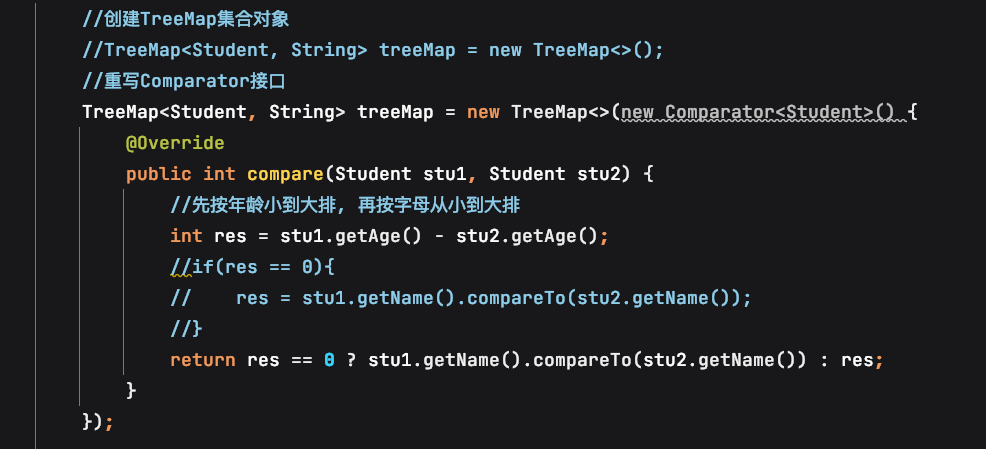 //创建TreeMap集合对象
//TreeMap<Student, String> treeMap = new TreeMap<>();
//重写Comparator接口
TreeMap<Student, String> treeMap = new TreeMap<>(new Comparator<Student>() {
@Override
public int compare(Student stu1, Student stu2) {
//先按年龄小到大排, 再按字母从小到大排
int res = stu1.getAge() - stu2.getAge();
//if(res == 0){
//    res = stu1.getName().compareTo(stu2.getName());
//}
return res == 0 ? stu1.getName().compareTo(stu2.getName()) : res;
}
});